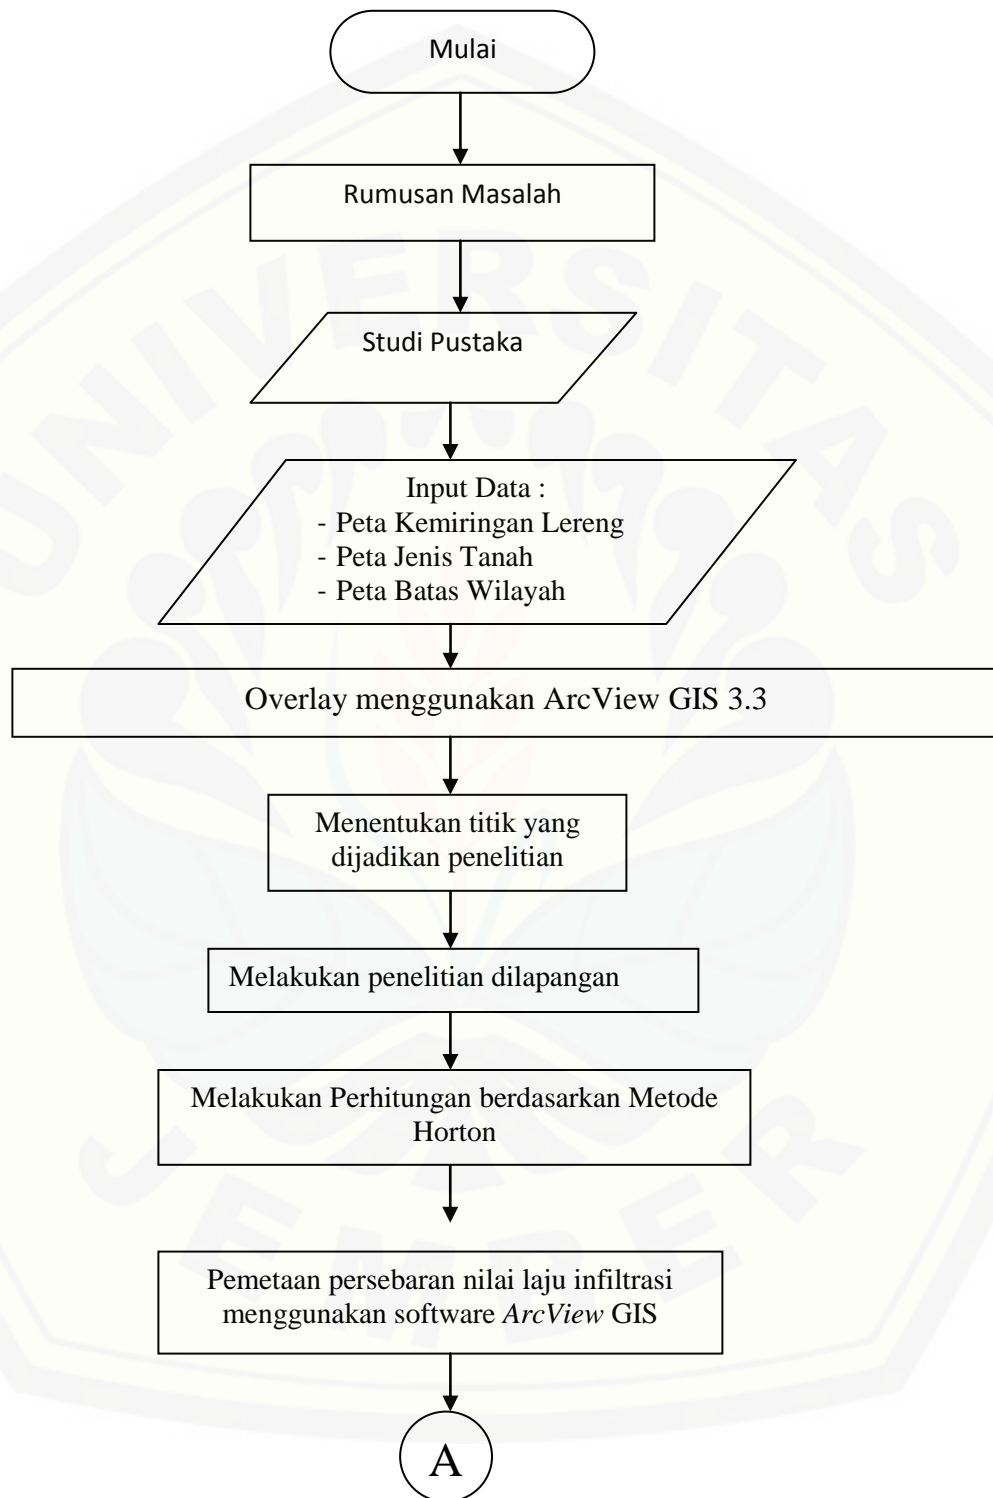 Mulai
Rumusan Masalah
Studi Pustaka
Input Data :
- Peta Kemiringan Lereng
- Peta Jenis Tanah
- Peta Batas Wilayah
Overlay menggunakan ArcView GIS 3.3
Menentukan titik yang
dijadikan penelitian
Melakukan penelitian dilapangan
Melakukan Perhitungan berdasarkan Metode
Horton
Pemetaan persebaran nilai laju infiltrasi
menggunakan software ArcView GIS
A
UNIVERSITAS
JEMBER